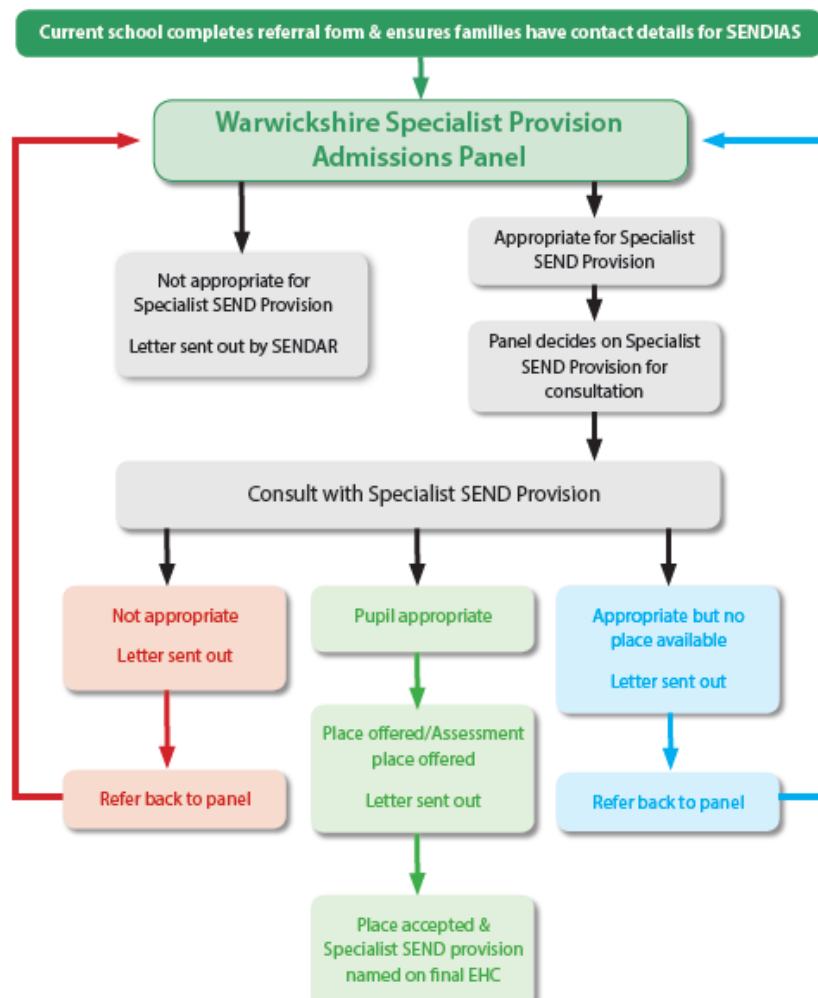 Current school completes referral form & ensures families have contact details for SENDIAS
Warwickshire Specialist Provision
Admissions Panel
Not appropriate for
Specialist SEND Provision
Letter sent out by SENDAR
Appropriate for Specialist
SEND Provision
Panel decides on Specialist
SEND Provision for
consultation
Consult with Specialist SEND Provision
Not appropriate
Letter sent out
Refer back to panel
Pupil appropriate
Place offered/Assessment
place offered
Letter sent out
Place accepted &
Specialist SEND provision
named on final EHC
Appropriate but no
place available
Letter sent out
Refer back to panel